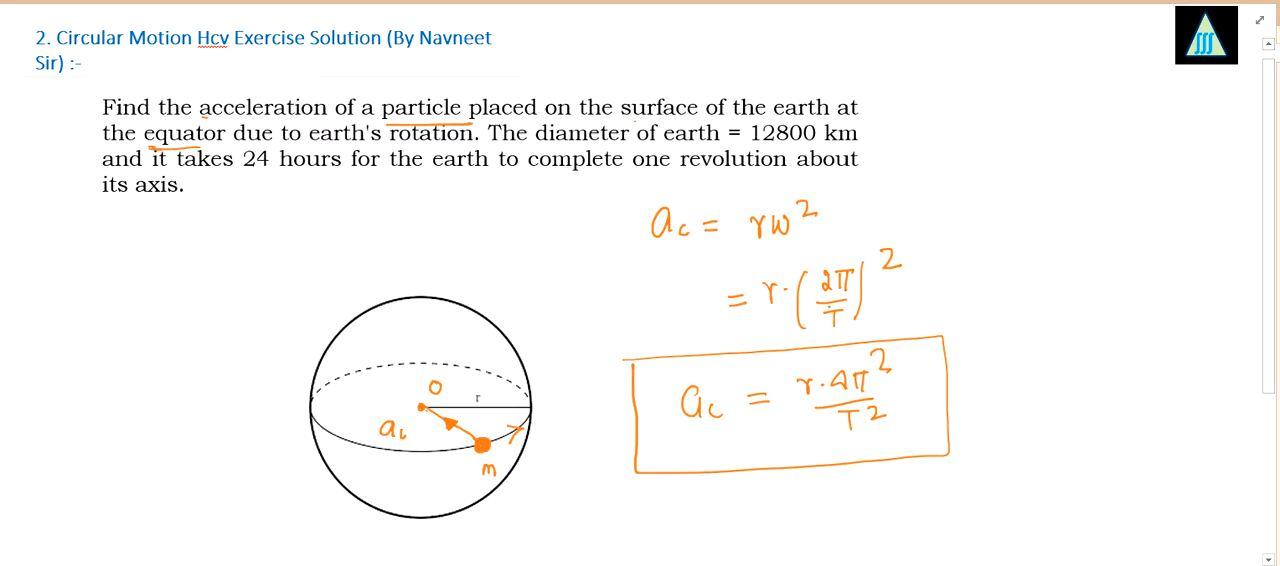 2. Circular Motion Hcv Exercise Solution (By Navneet
Sir) :-
Find the acceleration of a particle placed on the surface of the earth at
the equator due to earth's rotation. The diameter of earth = 12800 km
and it takes 24 hours for the earth to complete one revolution about
its axis.
ac = rω²
= r·(2π/T)²
ac = r·4π²/T²
O
r
m